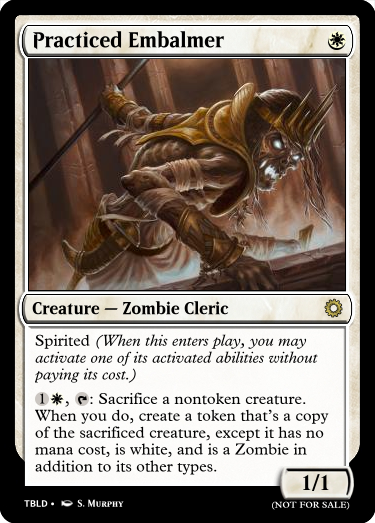 Practiced Embalmer
Creature — Zombie Cleric
Spirited (When this enters play, you may
activate one of its activated abilities without
paying its cost.)
1, : Sacrifice a nontoken creature.
When you do, create a token that's a copy
of the sacrificed creature, except it has no
mana cost, is white, and is a Zombie in
addition to its other types.
1/1
TBLD • S. Murphy
(NOT FOR SALE)